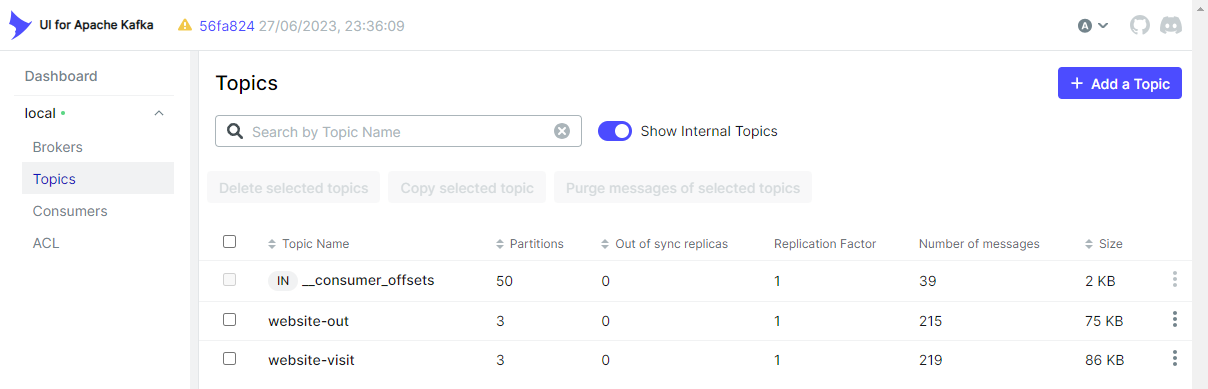 UI for Apache Kafka 56fa824 27/06/2023, 23:36:09 A
Dashboard
local
Brokers
Topics
Consumers
ACL
Topics
+ Add a Topic
Search by Topic Name
Show Internal Topics
Delete selected topics Copy selected topic Purge messages of selected topics
Topic Name Partitions Out of sync replicas Replication Factor Number of messages Size
IN __consumer_offsets 50 0 1 39 2 KB
website-out 3 0 1 215 75 KB
website-visit 3 0 1 219 86 KB